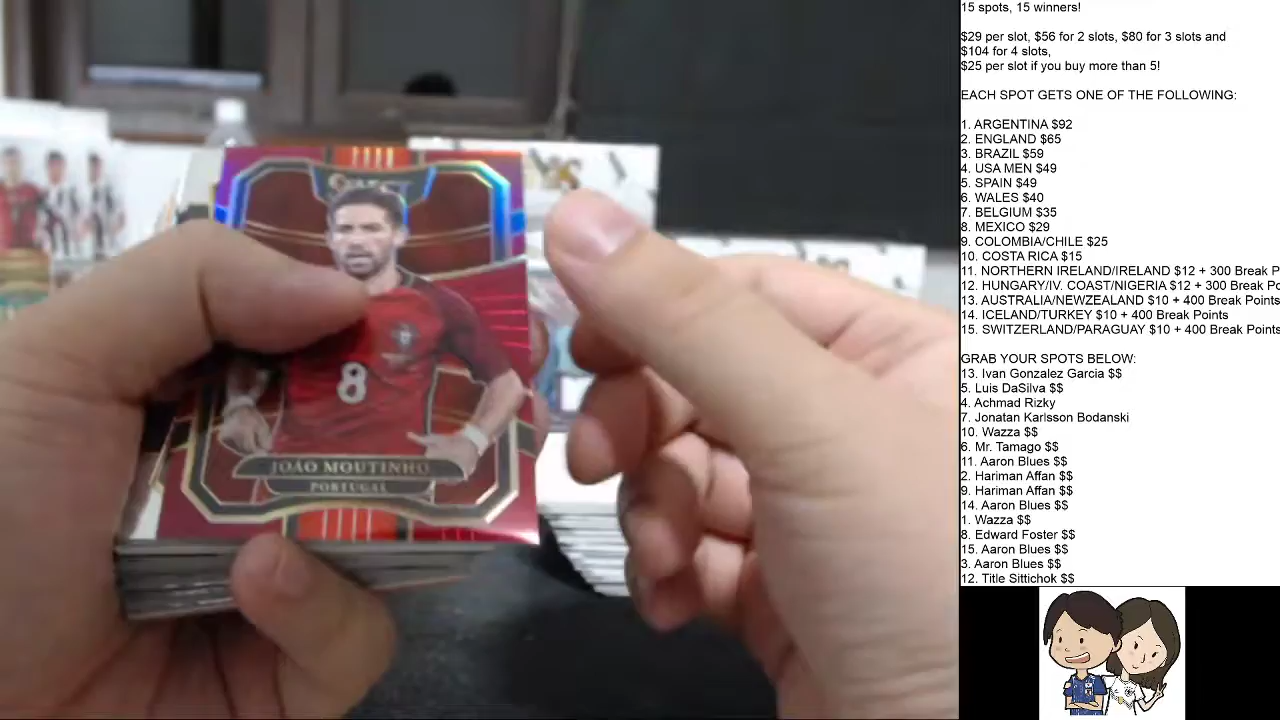 15 spots, 15 winners!
$29 per slot, $56 for 2 slots, $80 for 3 slots and
$104 for 4 slots,
$25 per slot if you buy more than 5!
EACH SPOT GETS ONE OF THE FOLLOWING:
1. ARGENTINA $92
2. ENGLAND $65
3. BRAZIL $59
4. USA MEN $49
5. SPAIN $49
6. WALES $40
7. BELGIUM $35
8. MEXICO $29
9. COLOMBIA/CHILE $25
10. COSTA RICA $15
11. NORTHERN IRELAND/IRELAND $12 + 300 Break P
12. HUNGARY/IV. COAST/NIGERIA $12 + 300 Break Po
13. AUSTRALIA/NEWZEALAND $10 + 400 Break Points
14. ICELAND/TURKEY $10 + 400 Break Points
15. SWITZERLAND/PARAGUAY $10 + 400 Break Points
GRAB YOUR SPOTS BELOW:
13. Ivan Gonzalez Garcia $$
5. Luis DaSilva $$
4. Achmad Rizky
7. Jonatan Karlsson Bodanski
10. Wazza $$
6. Mr. Tamago $$
11. Aaron Blues $$
2. Hariman Affan $$
9. Hariman Affan $$
14. Aaron Blues $$
1. Wazza $$
8. Edward Foster $$
15. Aaron Blues $$
3. Aaron Blues $$
12. Title Sittichok $$
8
JOÃO MOUTINHO
PORTUGAL